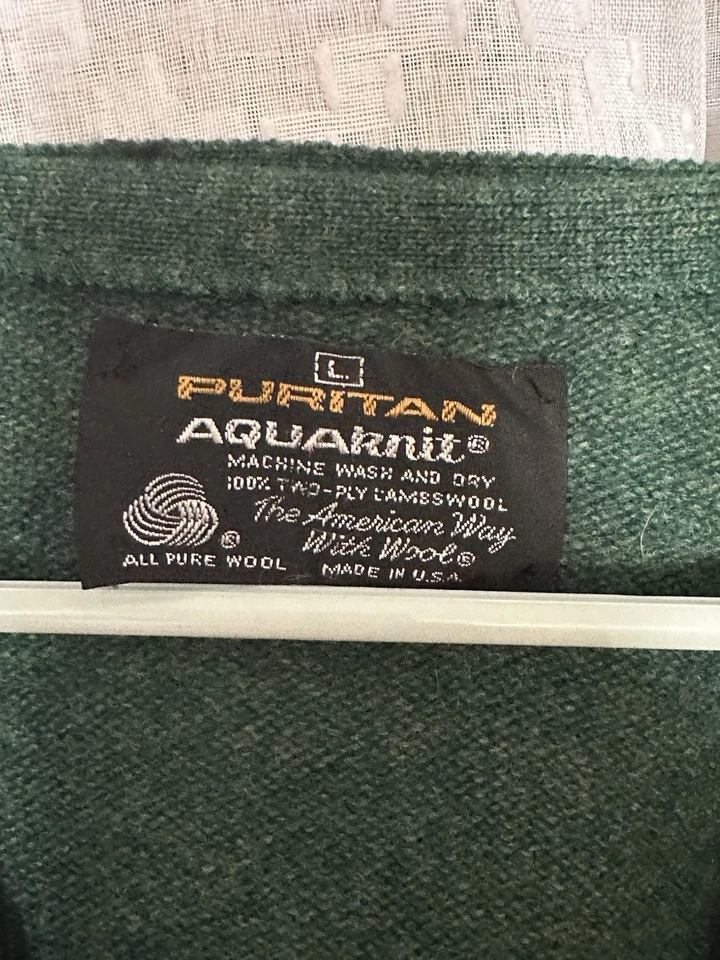 L.
PURITAN
AQUAknit®
MACHINE WASH AND DRY
100% TWO-PLY LAMBSWOOL
The American Way
With Wool®
®
ALL PURE WOOL
MADE IN U.S.A.